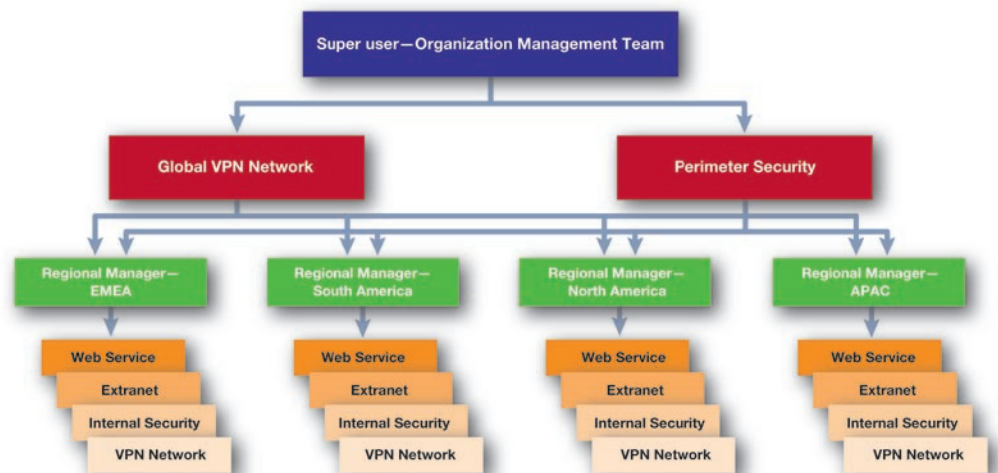 Super user—Organization Management Team
Global VPN Network
Perimeter Security
Regional Manager—
EMEA
Regional Manager—
South America
Regional Manager—
North America
Regional Manager—
APAC
Web Service
Extranet
Internal Security
VPN Network
Web Service
Extranet
Internal Security
VPN Network
Web Service
Extranet
Internal Security
VPN Network
Web Service
Extranet
Internal Security
VPN Network